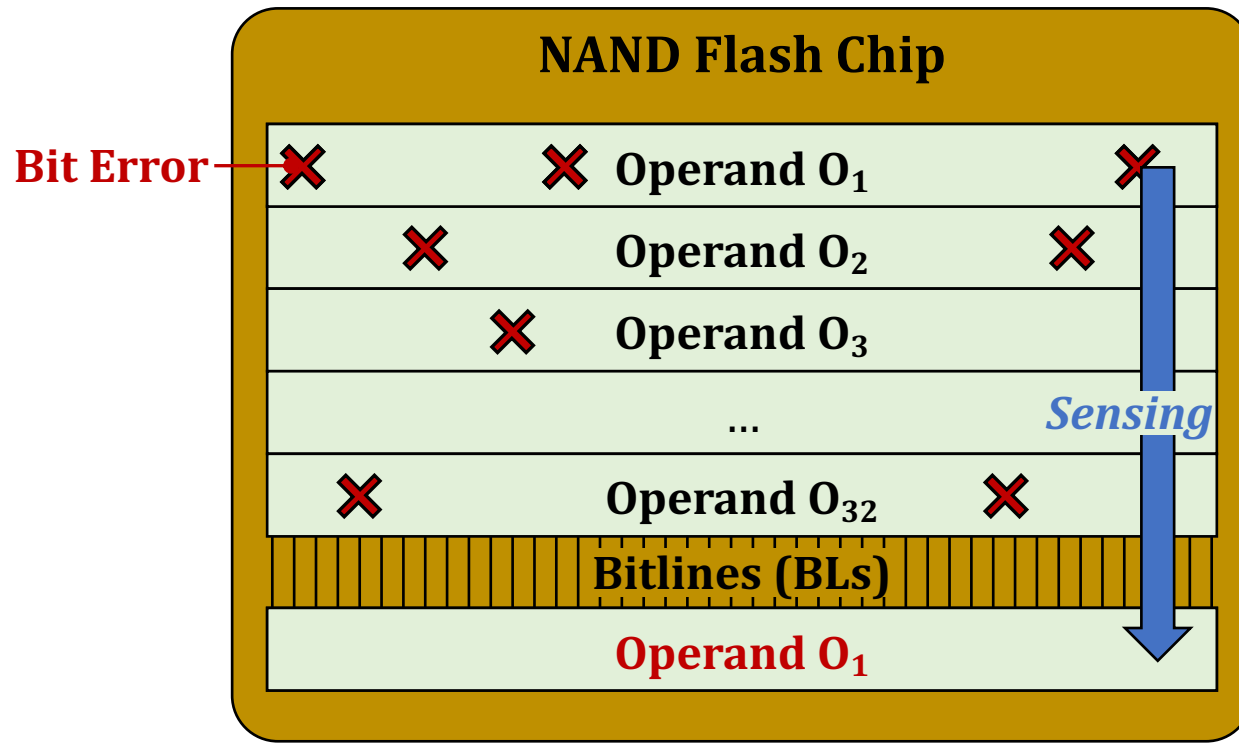 NAND Flash Chip
Bit Error
Operand O₁
Operand O₂
Operand O₃
...
Sensing
Operand O₃₂
Bitlines (BLs)
Operand O₁